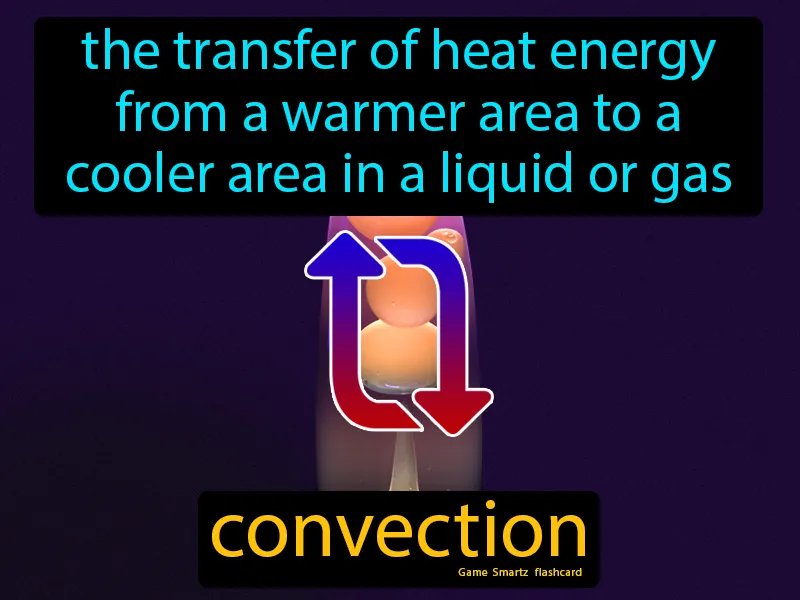 the transfer of heat energy
from a warmer area to a
cooler area in a liquid or gas
convection
Game Smartz flashcard